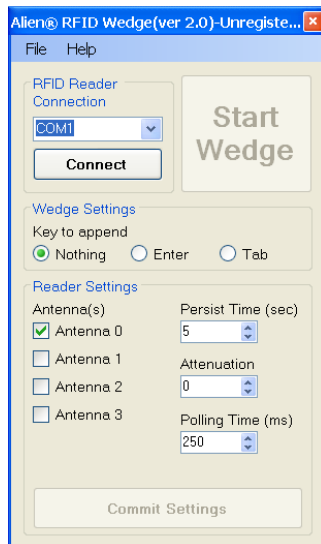 Alien® RFID Wedge(ver 2.0)-Unregiste...
File Help
RFID Reader
Connection
COM1
Connect
Start
Wedge
Wedge Settings
Key to append
Nothing Enter Tab
Reader Settings
Antenna(s)
Antenna 0
Antenna 1
Antenna 2
Antenna 3
Persist Time (sec)
5
Attenuation
0
Polling Time (ms)
250
Commit Settings